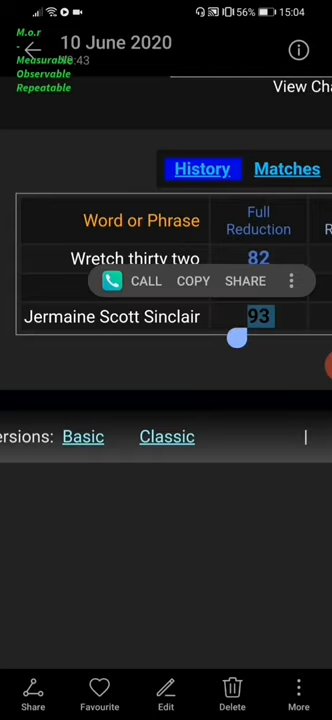 56% 15:04
M.o.r
-
Measurable
Observable
Repeatable
10 June 2020
:43
View Cha
History Matches
Word or Phrase Full Reduction R
Wretch thirty two 82
CALL COPY SHARE
Jermaine Scott Sinclair 93
ersions: Basic Classic |
Share Favourite Edit Delete More